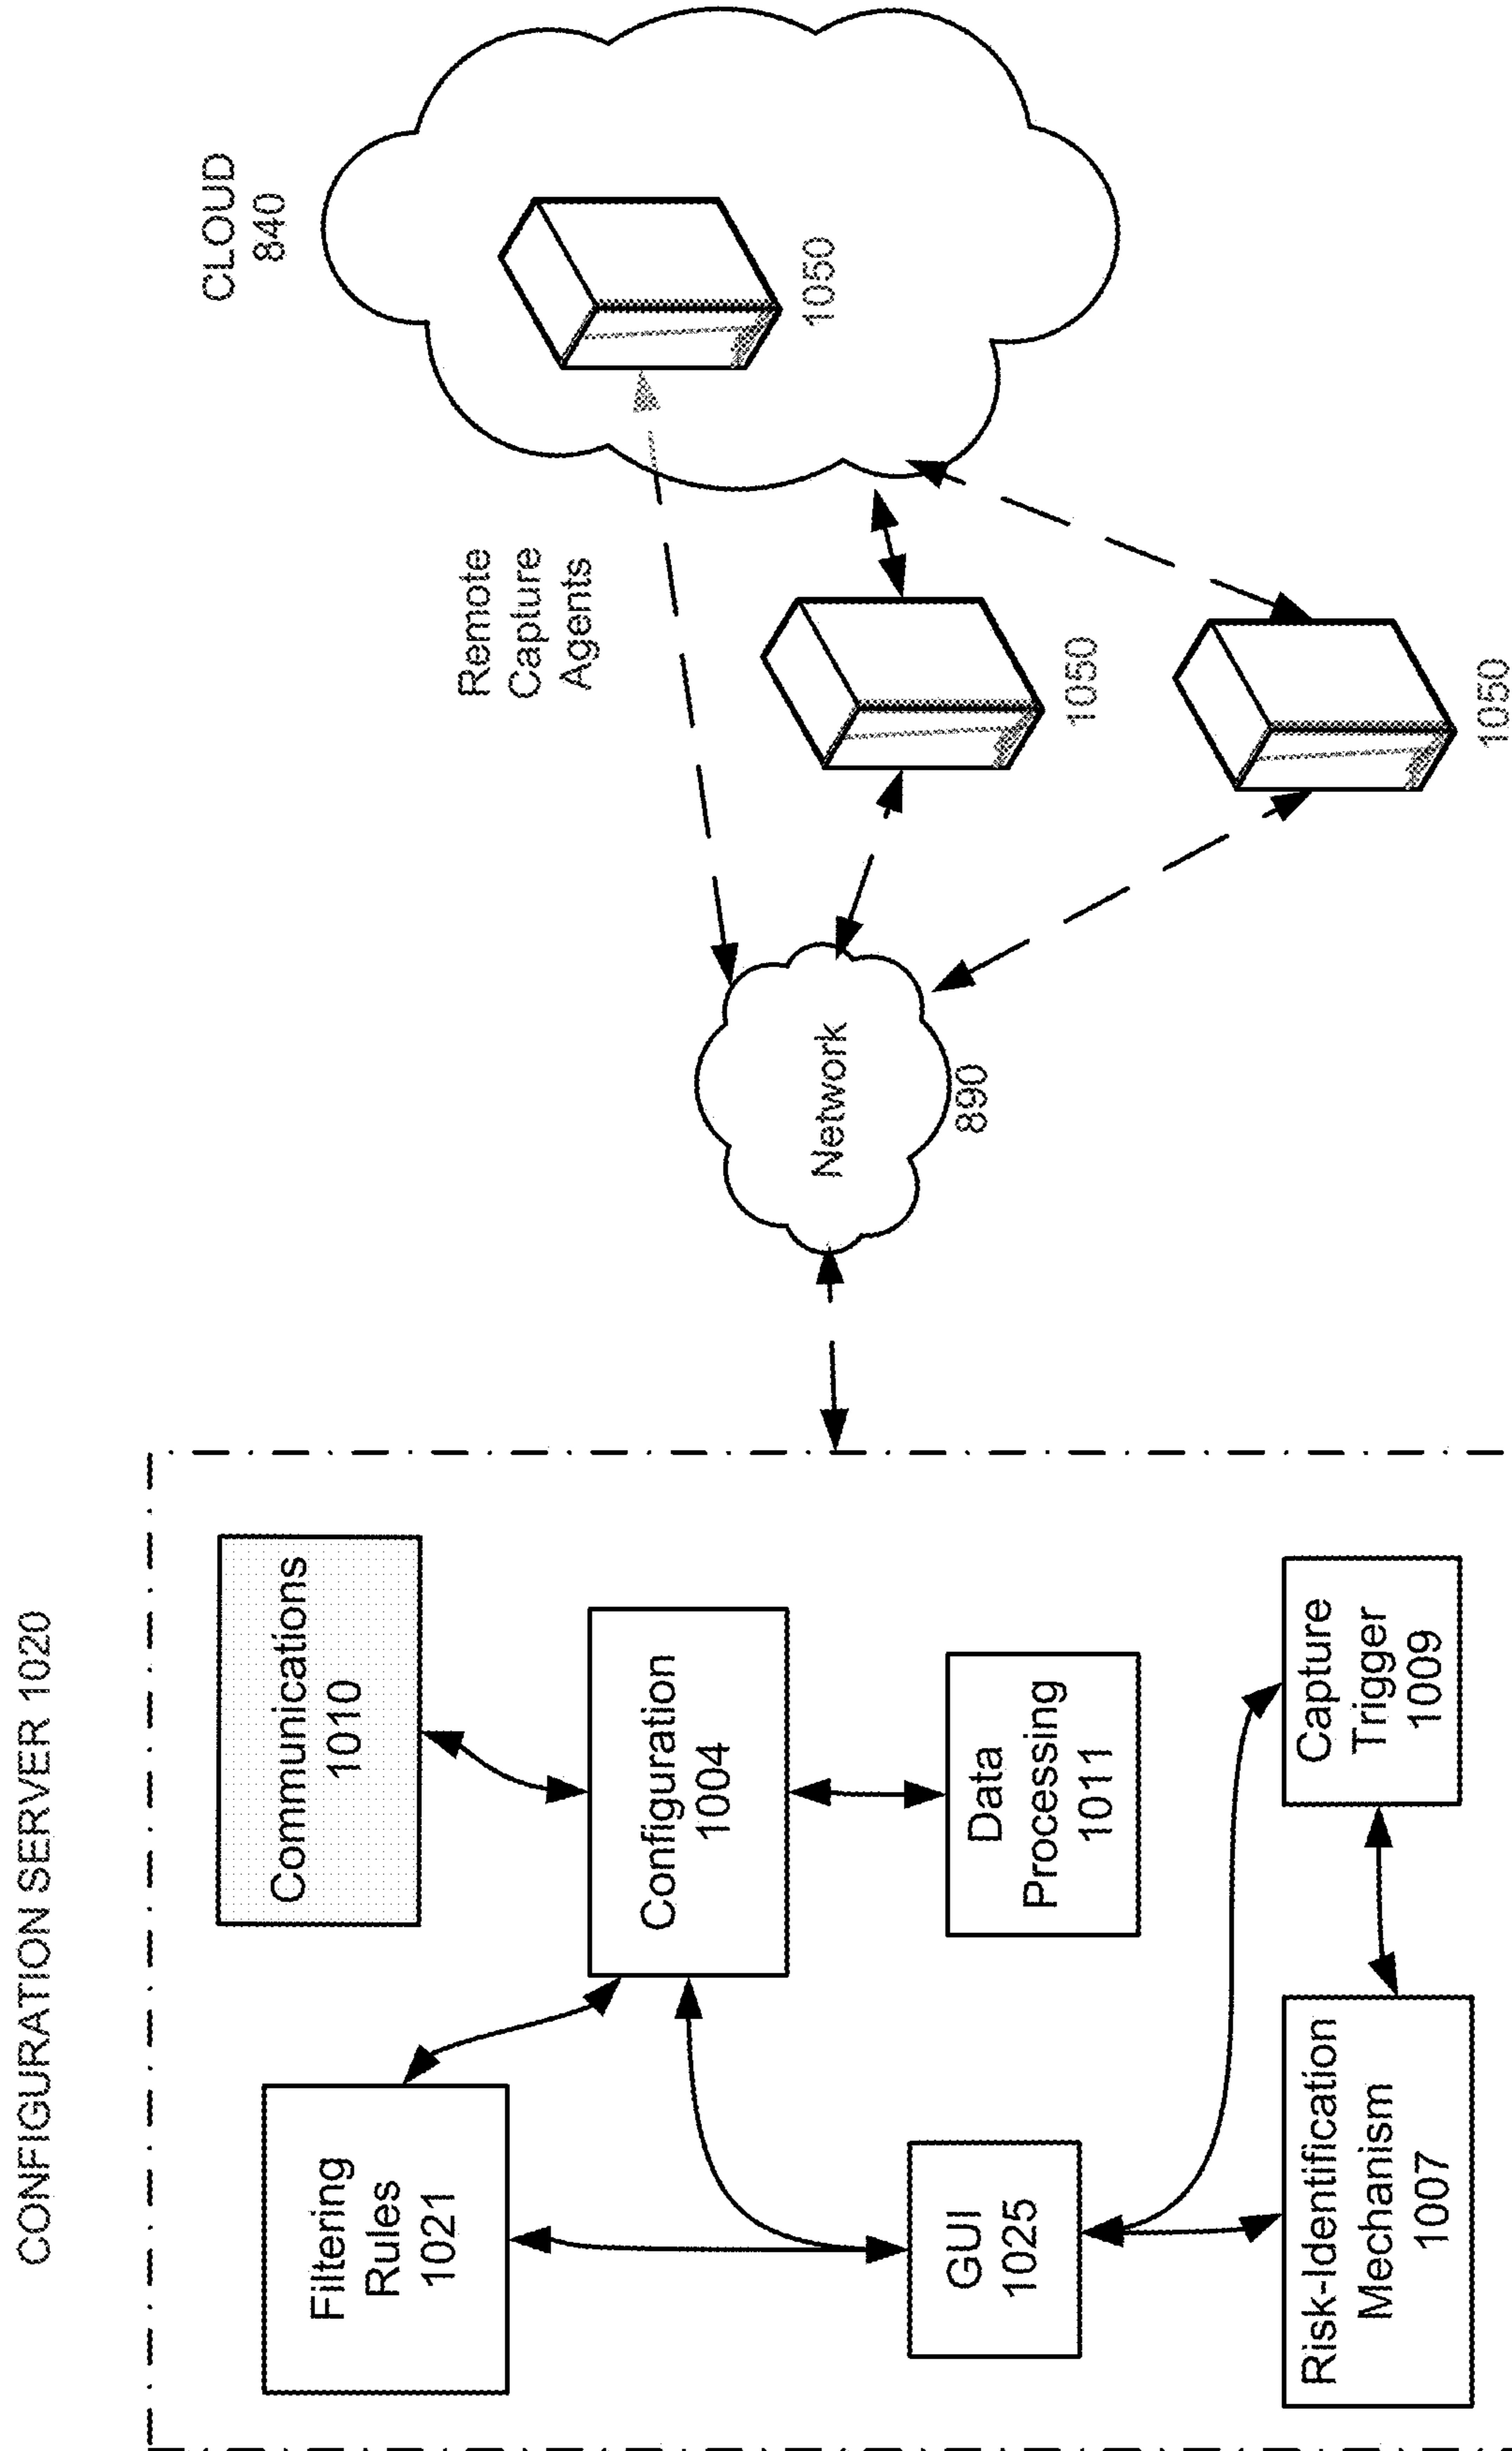 CONFIGURATION SERVER 1020
Filtering
Rules
1021
Communications
1010
Configuration
1004
GUI
1025
Data
Processing
1011
Risk-Identification
Mechanism
1007
Capture
Trigger
1009
Network
890
Remote
Capture
Agents
CLOUD
840
1050
1050
1050